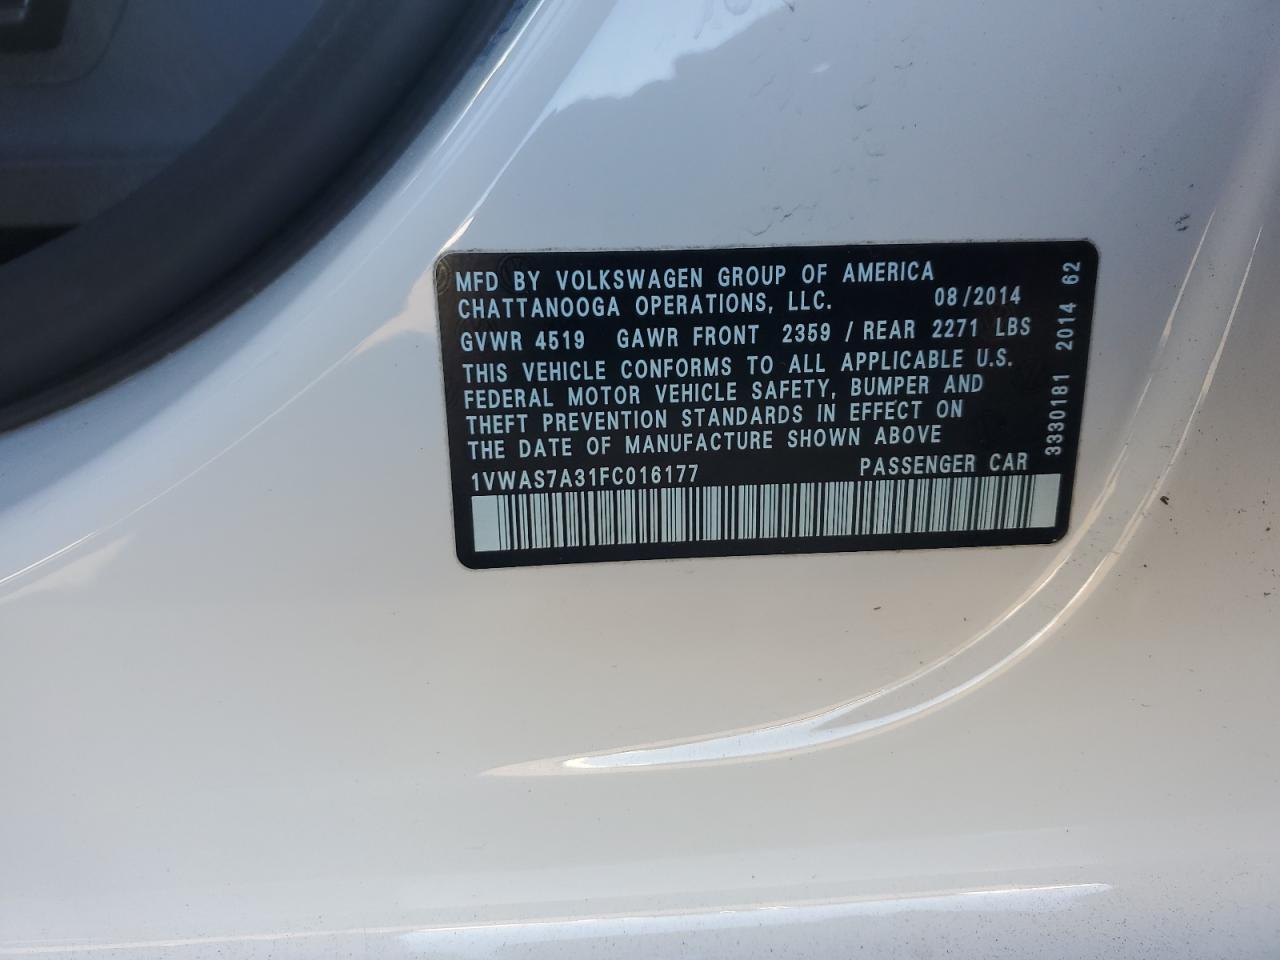 MFD BY VOLKSWAGEN GROUP OF AMERICA
CHATTANOOGA OPERATIONS, LLC. 08/2014
GVWR 4519 GAWR FRONT 2359 / REAR 2271 LBS
THIS VEHICLE CONFORMS TO ALL APPLICABLE U.S.
FEDERAL MOTOR VEHICLE SAFETY, BUMPER AND
THEFT PREVENTION STANDARDS IN EFFECT ON
THE DATE OF MANUFACTURE SHOWN ABOVE
1VWAS7A31FC016177 PASSENGER CAR
3330181 2014 62